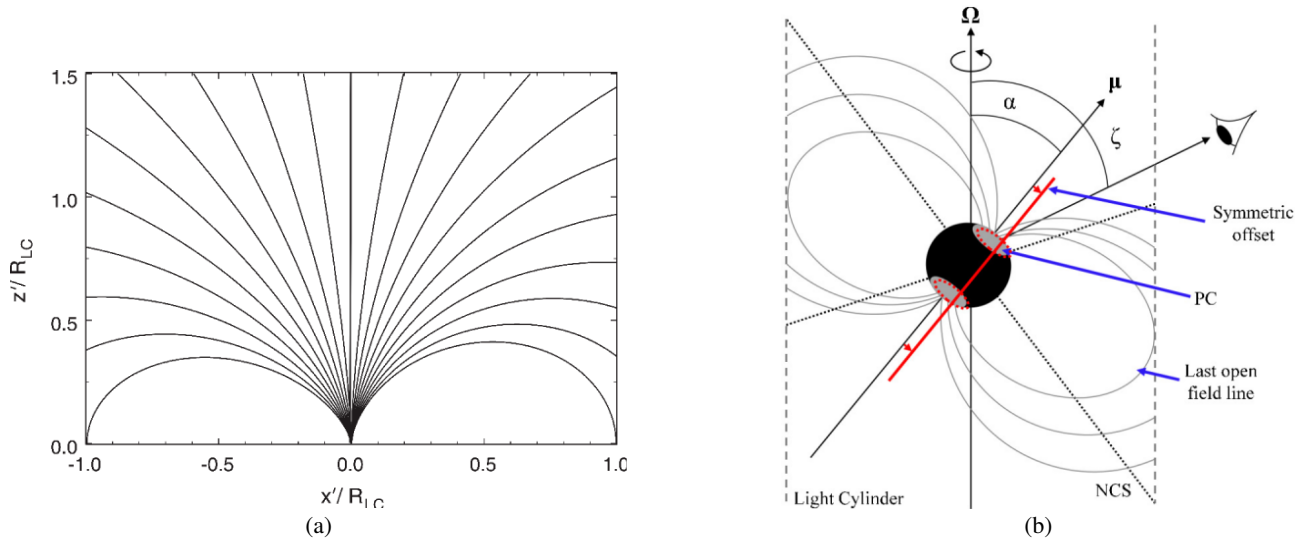 1.5
1.0
0.5
0.0
z′/ R_LC
-1.0
-0.5
0.0
0.5
1.0
x′/ R_LC
(a)
Ω
α
μ
ζ
Symmetric
offset
PC
Last open
field line
NCS
Light Cylinder
(b)